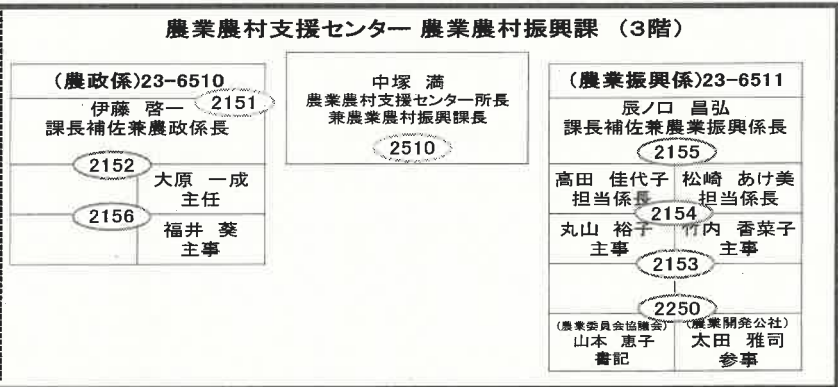 農業農村支援センター 農業農村振興課 （3階）
（農政係）23-6510
伊藤 啓一 2151
課長補佐兼農政係長
2152
大原 一成
主任
2156
福井 葵
主事
中塚 満
農業農村支援センター所長
兼農業農村振興課長
2510
（農業振興係）23-6511
辰ノ口 昌弘
課長補佐兼農業振興係長
2155
高田 佳代子 松崎 あけ美
担当係長 担当係長
2154
丸山 裕子 竹内 香菜子
主事 主事
2153
2250
（農業委員会協議会） （農業開発公社）
山本 恵子 太田 雅司
書記 参事